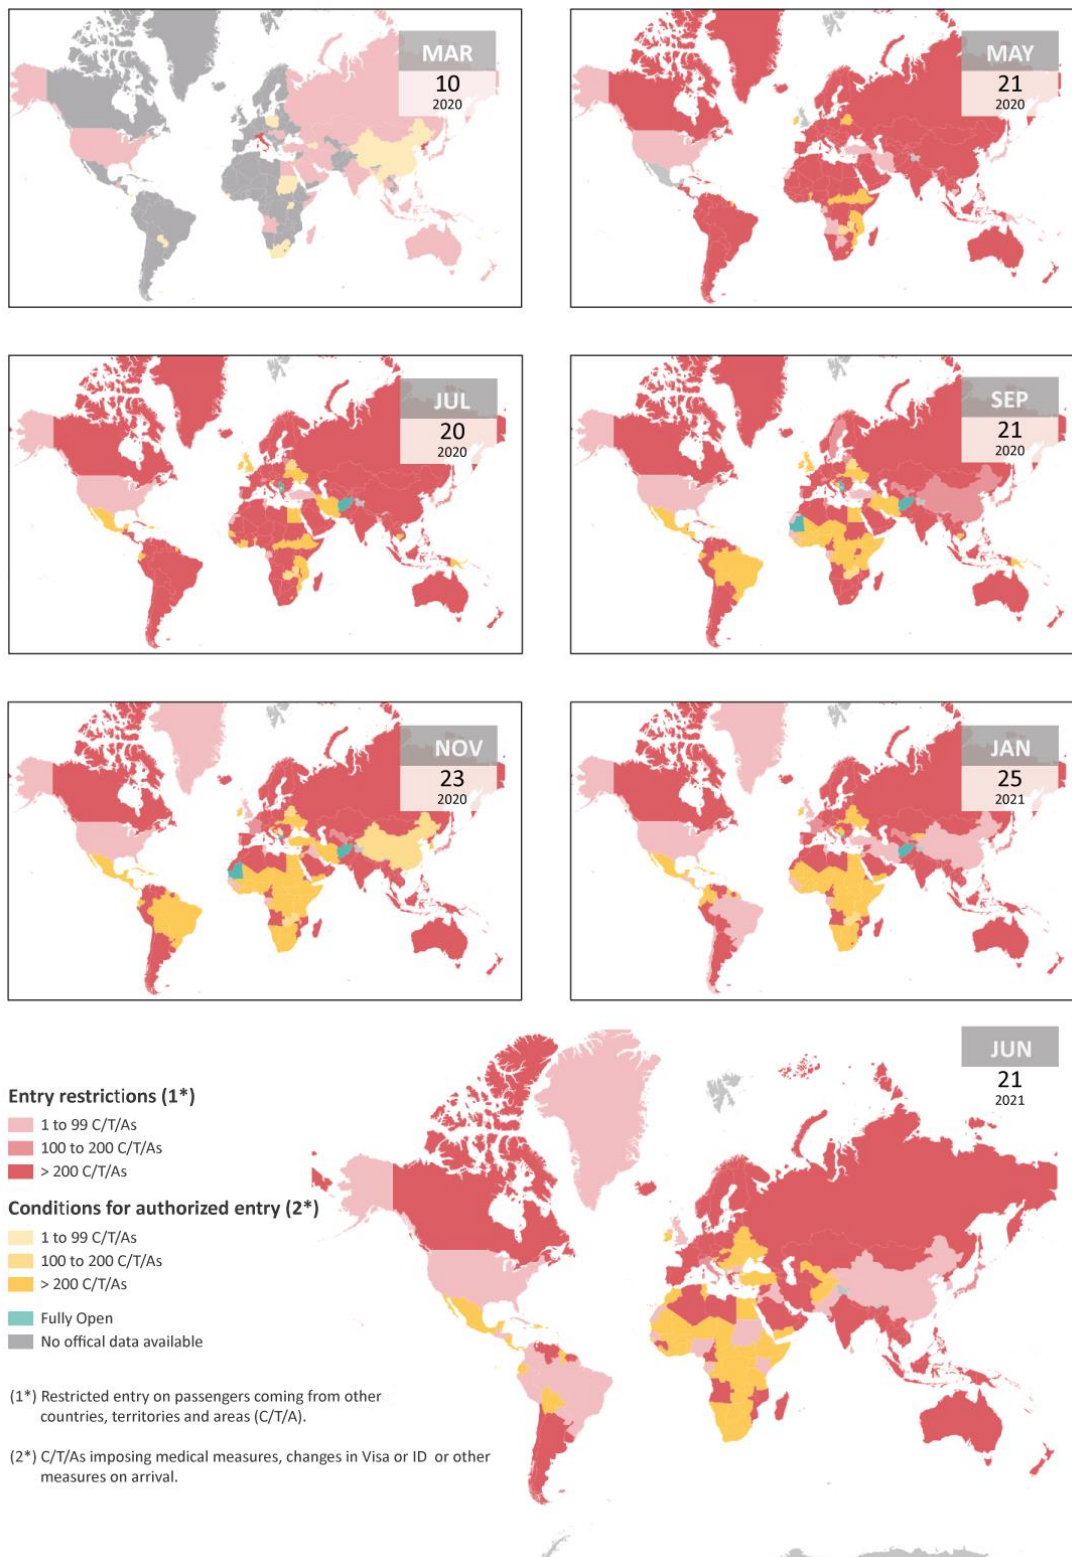 MAR
10
2020
MAY
21
2020
JUL
20
2020
SEP
21
2020
NOV
23
2020
JAN
25
2021
JUN
21
2021
Entry restrictions (1*)
1 to 99 C/T/As
100 to 200 C/T/As
> 200 C/T/As
Conditions for authorized entry (2*)
1 to 99 C/T/As
100 to 200 C/T/As
> 200 C/T/As
Fully Open
No offical data available
(1*) Restricted entry on passengers coming from other
countries, territories and areas (C/T/A).
(2*) C/T/As imposing medical measures, changes in Visa or ID or other
measures on arrival.